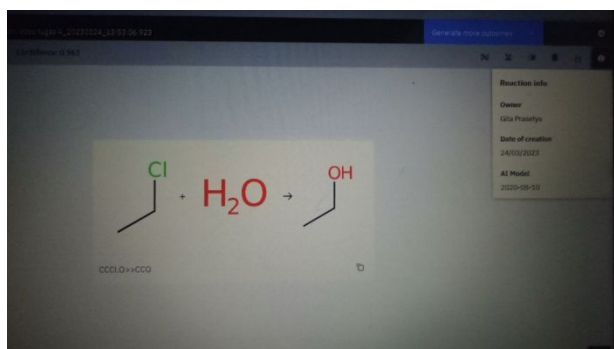 Generate more outcomes
Confidence: 0.963
Reaction info
Owner
Gita Prasetya
Date of creation
24/03/2023
AI Model
2020-08-10
Cl
+ H₂O →
OH
CCCl.O>>CCO